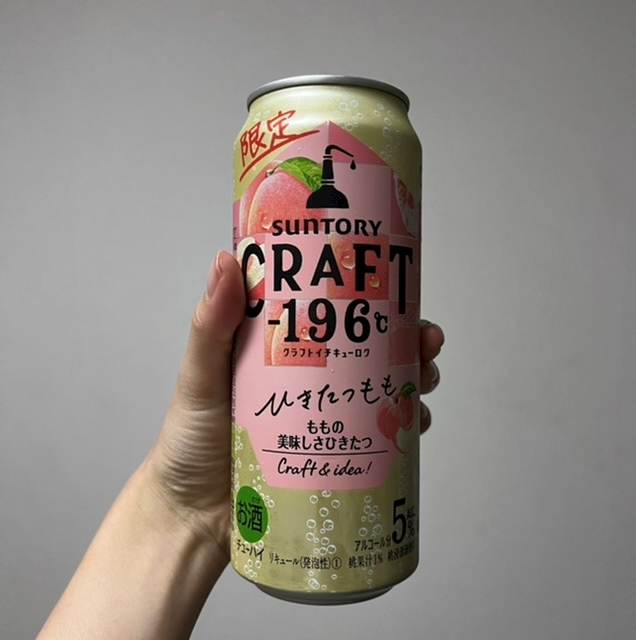 限定
SUNTORY
CRAFT
-196℃
クラフトイチキューロク
ひきたつもも
ももの
美味しさひきたつ
Craft & idea!
お酒
チューハイ
リキュール(発泡性)①
桃果汁1%
アルコール分
5%
ALC.